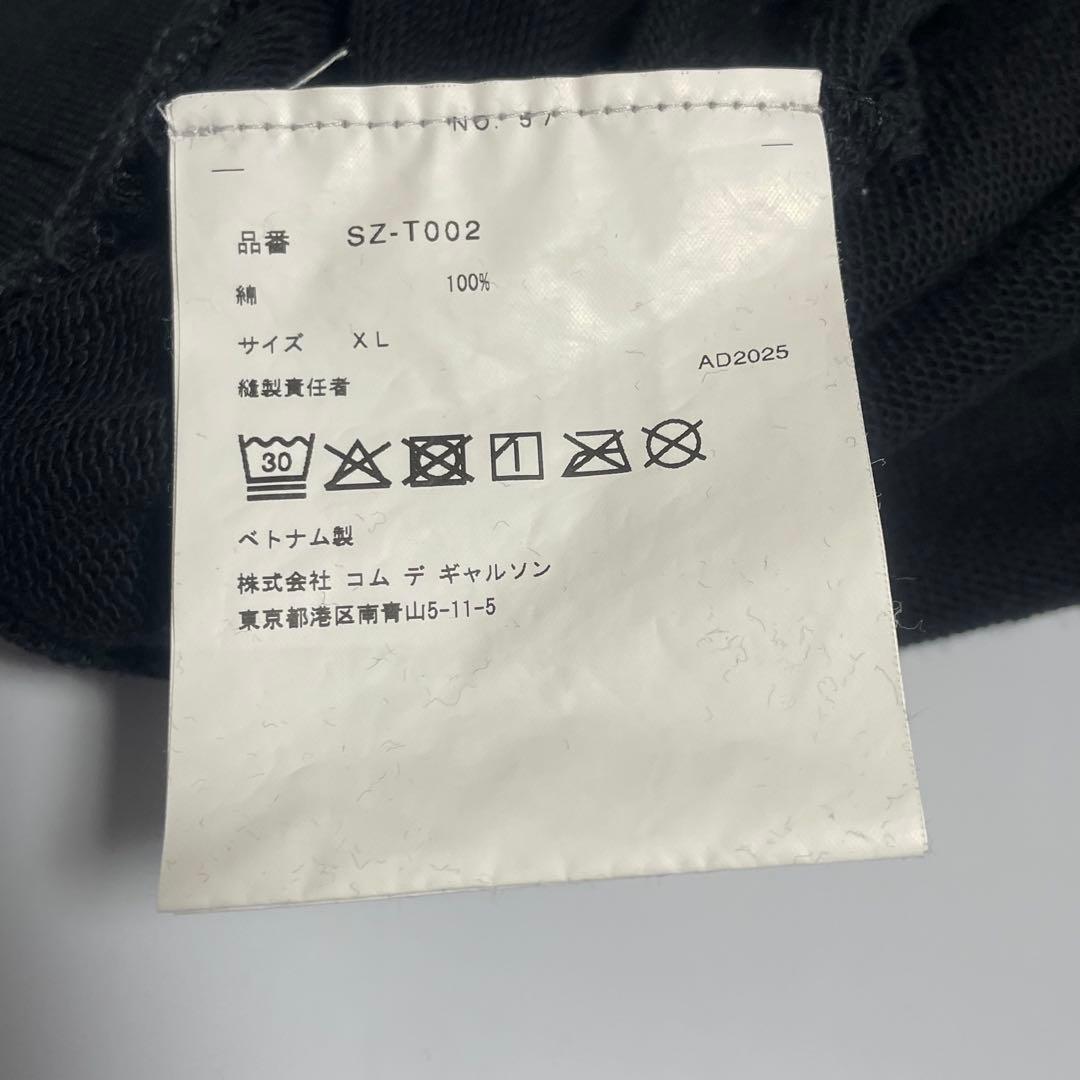 NO. 57
品番 SZ-T002
綿 100%
サイズ XL
AD2025
縫製責任者
30
ベトナム製
株式会社 コム デ ギャルソン
東京都港区南青山5-11-5